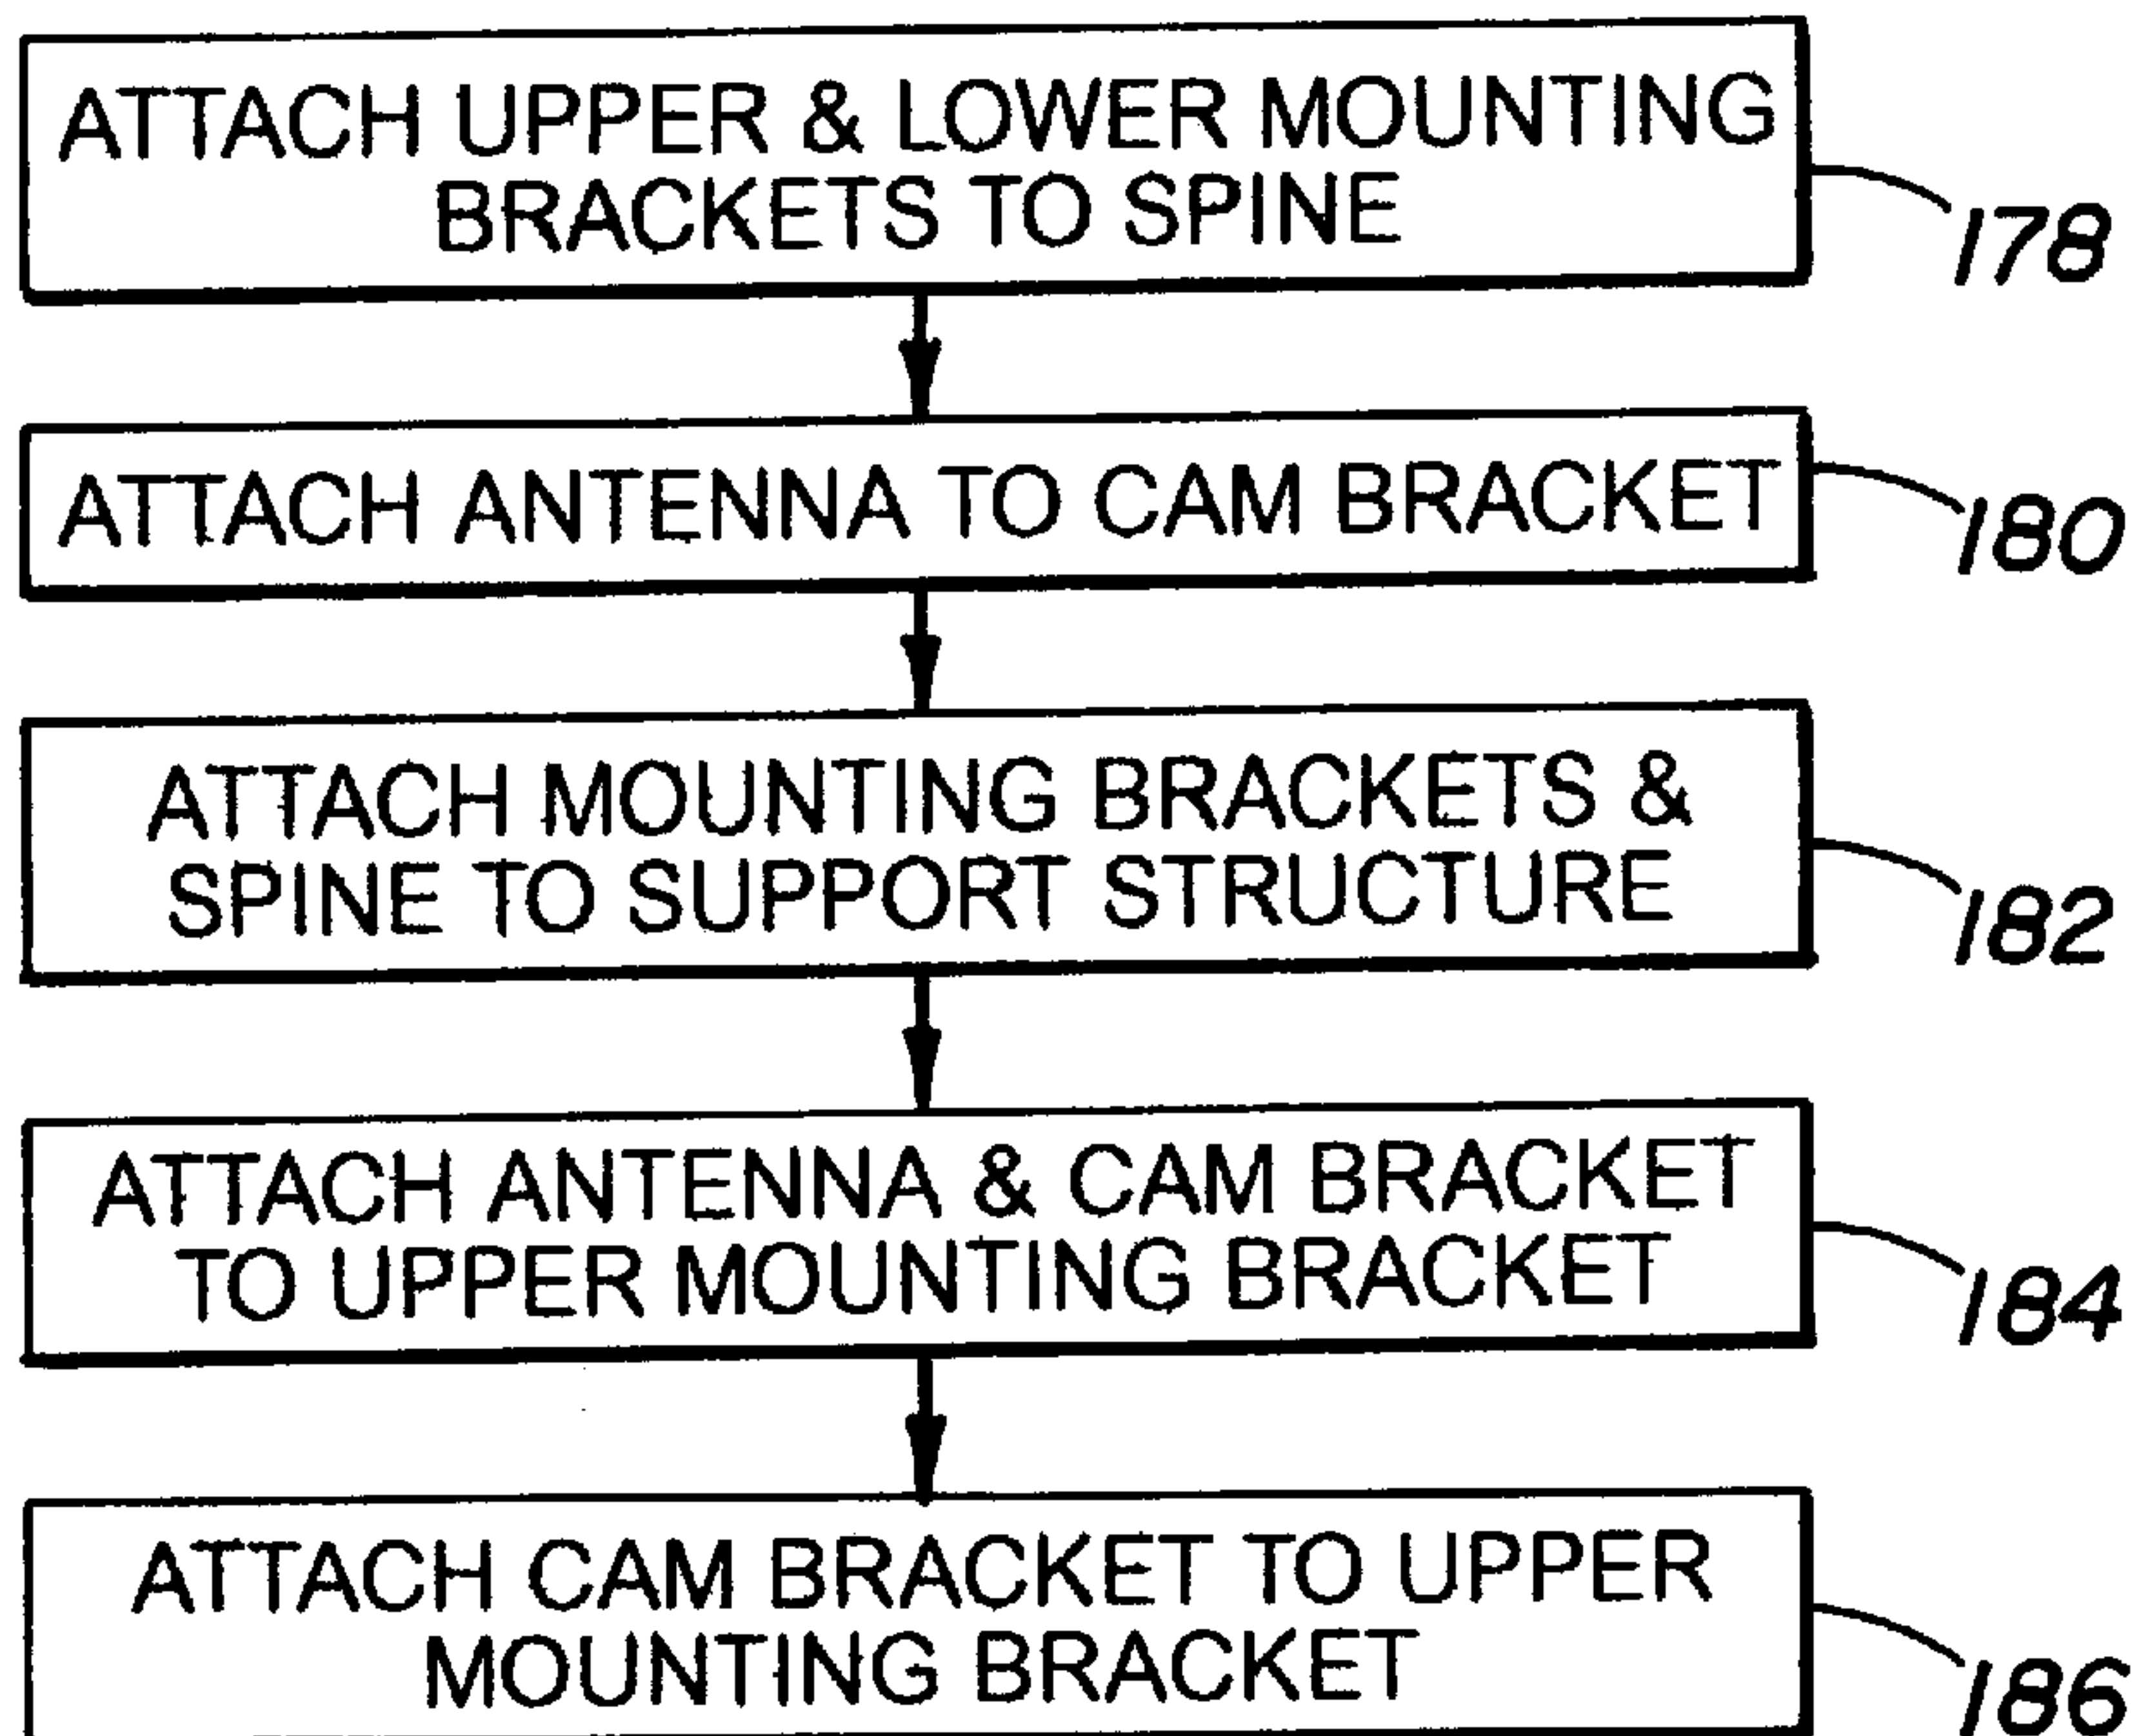 ATTACH UPPER & LOWER MOUNTING
BRACKETS TO SPINE
178
ATTACH ANTENNA TO CAM BRACKET
180
ATTACH MOUNTING BRACKETS &
SPINE TO SUPPORT STRUCTURE
182
ATTACH ANTENNA & CAM BRACKET
TO UPPER MOUNTING BRACKET
184
ATTACH CAM BRACKET TO UPPER
MOUNTING BRACKET
186